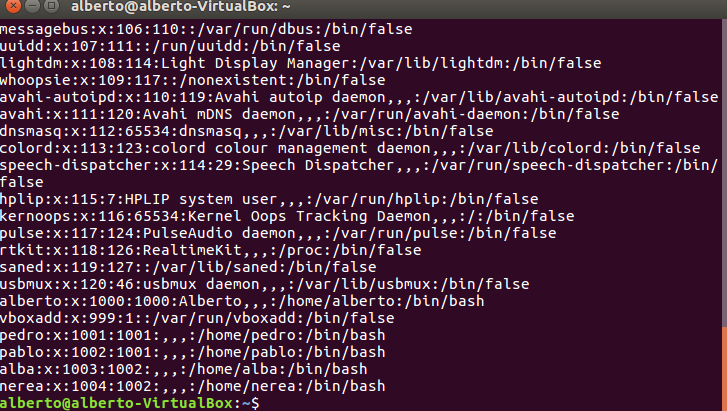 alberto@alberto-VirtualBox: ~
messagebus:x:106:110::/var/run/dbus:/bin/false
uuidd:x:107:111::/run/uuidd:/bin/false
lightdm:x:108:114:Light Display Manager:/var/lib/lightdm:/bin/false
whoopsie:x:109:117::/nonexistent:/bin/false
avahi-autoipd:x:110:119:Avahi autoip daemon,,,:/var/lib/avahi-autoipd:/bin/false
avahi:x:111:120:Avahi mDNS daemon,,,:/var/run/avahi-daemon:/bin/false
dnsmasq:x:112:65534:dnsmasq,,,:/var/lib/misc:/bin/false
colord:x:113:123:colord colour management daemon,,,:/var/lib/colord:/bin/false
speech-dispatcher:x:114:29:Speech Dispatcher,,,:/var/run/speech-dispatcher:/bin/
false
hplip:x:115:7:HPLIP system user,,,:/var/run/hplip:/bin/false
kernoops:x:116:65534:Kernel Oops Tracking Daemon,,,:/:/bin/false
pulse:x:117:124:PulseAudio daemon,,,:/var/run/pulse:/bin/false
rtkit:x:118:126:RealtimeKit,,,:/proc:/bin/false
saned:x:119:127::/var/lib/saned:/bin/false
usbmux:x:120:46:usbmux daemon,,,:/var/lib/usbmux:/bin/false
alberto:x:1000:1000:Alberto,,,:/home/alberto:/bin/bash
vboxadd:x:999:1::/var/run/vboxadd:/bin/false
pedro:x:1001:1001:,,,:/home/pedro:/bin/bash
pablo:x:1002:1001:,,,:/home/pablo:/bin/bash
alba:x:1003:1002:,,,:/home/alba:/bin/bash
nerea:x:1004:1002:,,,:/home/nerea:/bin/bash
alberto@alberto-VirtualBox:~$